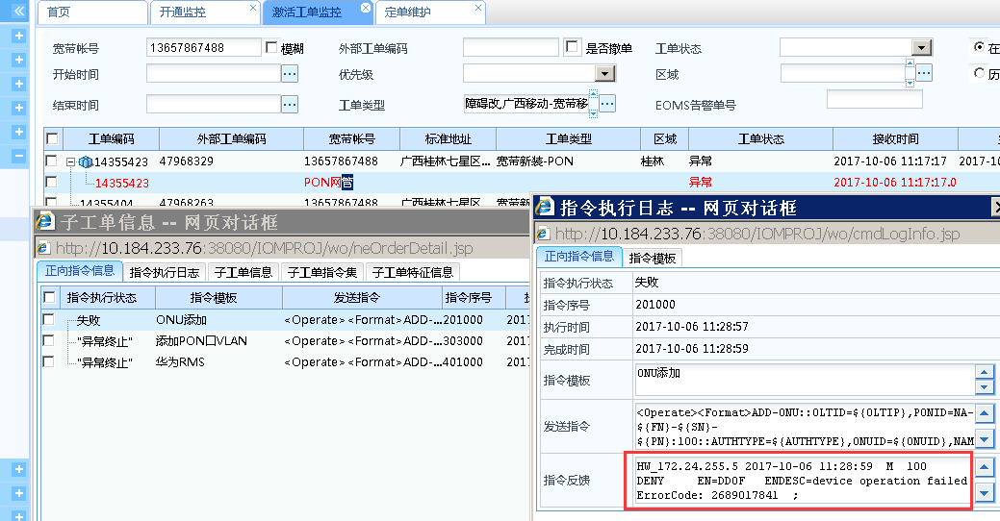 首页 开通监控 激活工单监控 定单维护
宽带帐号 13657867488 模糊 外部工单编码 是否撤单 工单状态 在
开始时间 优先级 区域 历
结束时间 工单类型 障碍改,广西移动-宽带移 EOMS告警单号
工单编码 外部工单编码 宽带帐号 标准地址 工单类型 区域 工单状态 接收时间
14355423 47968329 13657867488 广西桂林七星区... 宽带新装-PON 桂林 异常 2017-10-06 11:17:17 2017-1
14355423 PON网管 异常 2017-10-06 11:17:17.0
14355404 47968263 13657867488 广西桂林七星区... 宽带新
子工单信息 -- 网页对话框
http://10.184.233.76:38080/IOMPROJ/wo/neOrderDetail.jsp
正向指令信息 指令执行日志 子工单信息 子工单指令集 子工单特征信息
指令执行状态 指令模板 发送指令 指令序号
失败 ONU添加 <Operate><Format>ADD-...201000 2017
"异常终止" 添加PON口VLAN <Operate><Format>ADD-...303000 2017
"异常终止" 华为RMS <Operate><Format>ADD-...401000 2017
指令执行日志 -- 网页对话框
http://10.184.233.76:38080/IOMPROJ/wo/cmdLogInfo.jsp
正向指令信息 指令模板
指令执行状态 失败
指令序号 201000
执行时间 2017-10-06 11:28:57
完成时间 2017-10-06 11:28:59
指令模板 ONU添加
发送指令 <Operate><Format>ADD-ONU::OLTID=${OLTIP},PONID=NA-
${FN}-${SN}-
${PN}:100::AUTHTYPE=${AUTHTYPE},ONUID=${ONUID},NAM
指令反馈 HW_172.24.255.5 2017-10-06 11:28:59 M 100
DENY EN=DDOF ENDESC=device operation failed
ErrorCode: 2689017841 ;